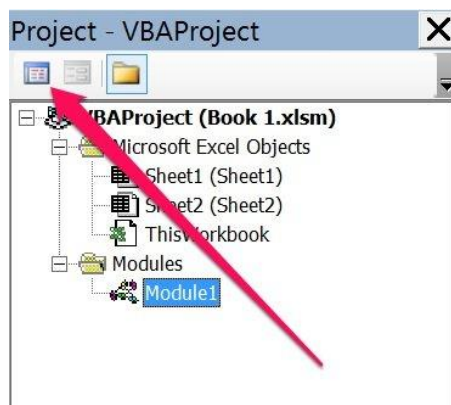 Project - VBAProject
VBAProject (Book 1.xlsm)
Microsoft Excel Objects
Sheet1 (Sheet1)
Sheet2 (Sheet2)
ThisWorkbook
Modules
Module1